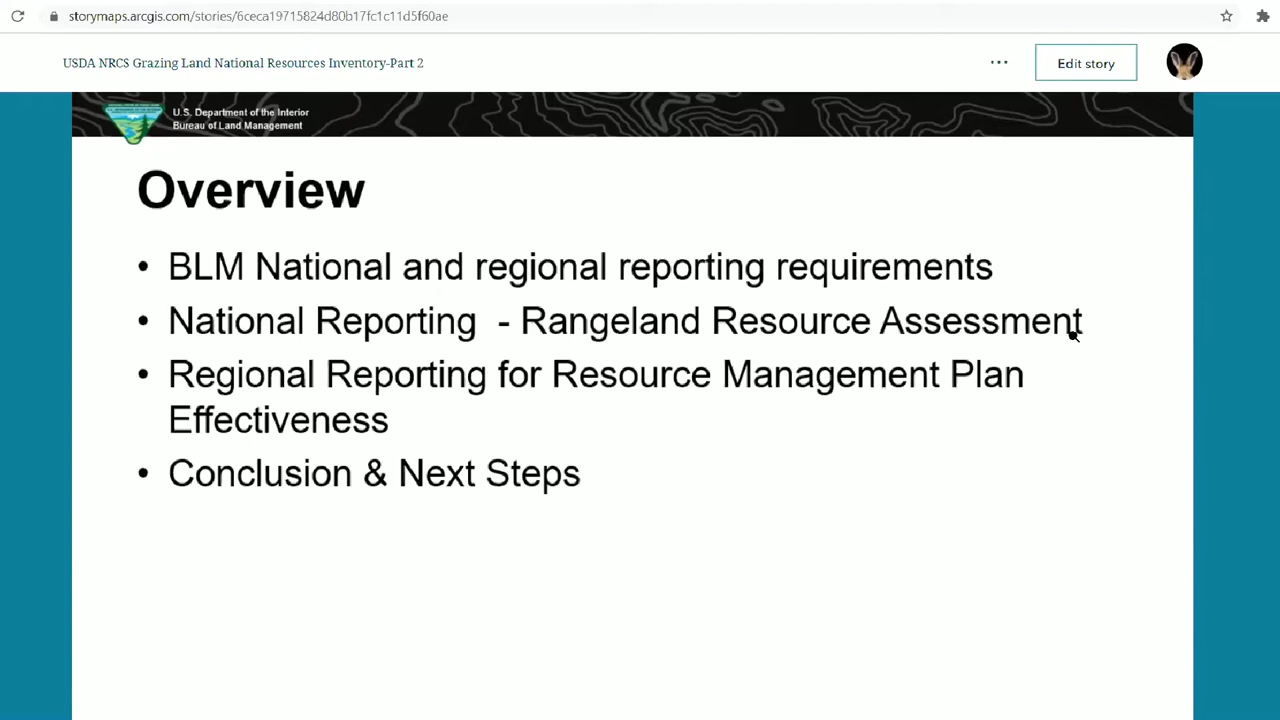 storymaps.arcgis.com/stories/6ceca19715824d80b17fc1c11d5f60ae
USDA NRCS Grazing Land National Resources Inventory-Part 2
Edit story
U.S. Department of the Interior
Bureau of Land Management
Overview
• BLM National and regional reporting requirements
• National Reporting - Rangeland Resource Assessment
• Regional Reporting for Resource Management Plan
Effectiveness
• Conclusion & Next Steps